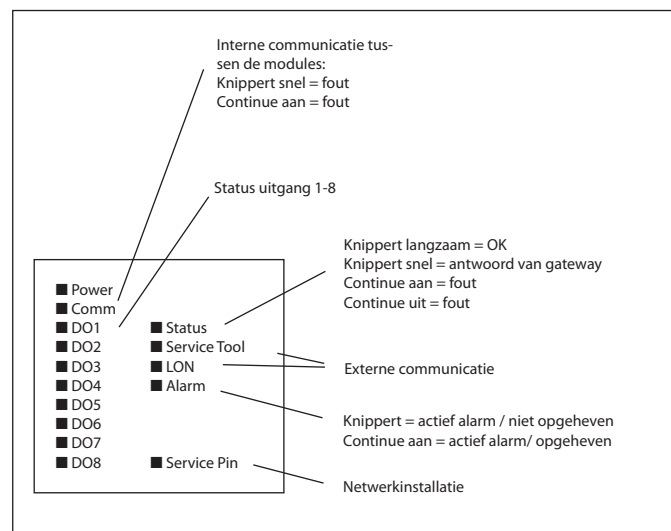 Interne communicatie tus-
sen de modules:
Knippert snel = fout
Continue aan = fout
Status uitgang 1-8
Knippert langzaam = OK
Knippert snel = antwoord van gateway
Continue aan = fout
Continue uit = fout
Power
Comm
DO1
Status
DO2
Service Tool
DO3
LON
DO4
Alarm
DO5
DO6
DO7
DO8
Service Pin
Externe communicatie
Knippert = actief alarm / niet opgeheven
Continue aan = actief alarm/ opgeheven
Netwerkinstallatie